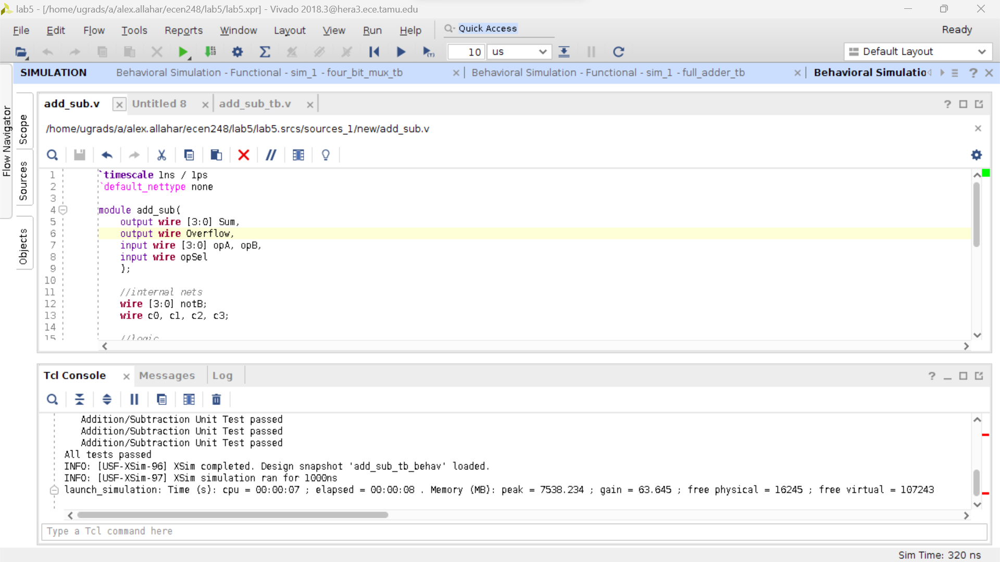 lab5 - [/home/ugrads/a/alex.allahar/ecen248/lab5/lab5.xpr] - Vivado 2018.3@hera3.ece.tamu.edu
File Edit Flow Tools Reports Window Layout View Run Help
Quick Access
Ready
10 us
Default Layout
SIMULATION
Behavioral Simulation - Functional - sim_1 - four_bit_mux_tb
Behavioral Simulation - Functional - sim_1 - full_adder_tb
Behavioral Simulatio
Flow Navigator
Scope
Sources
Objects
add_sub.v
Untitled 8
add_sub_tb.v
/home/ugrads/a/alex.allahar/ecen248/lab5/lab5.srcs/sources_1/new/add_sub.v
1 `timescale 1ns / 1ps
2 `default_nettype none
3
4 module add_sub(
5 output wire [3:0] Sum,
6 output wire Overflow,
7 input wire [3:0] opA, opB,
8 input wire opSel
9 );
10
11 //internal nets
12 wire [3:0] notB;
13 wire c0, c1, c2, c3;
14
15 //logic
Tcl Console
Messages
Log
Addition/Subtraction Unit Test passed
Addition/Subtraction Unit Test passed
Addition/Subtraction Unit Test passed
All tests passed
INFO: [USF-XSim-96] XSim completed. Design snapshot 'add_sub_tb_behav' loaded.
INFO: [USF-XSim-97] XSim simulation ran for 1000ns
launch_simulation: Time (s): cpu = 00:00:07 ; elapsed = 00:00:08 . Memory (MB): peak = 7538.234 ; gain = 63.645 ; free physical = 16245 ; free virtual = 107243
Type a Tcl command here
Sim Time: 320 ns